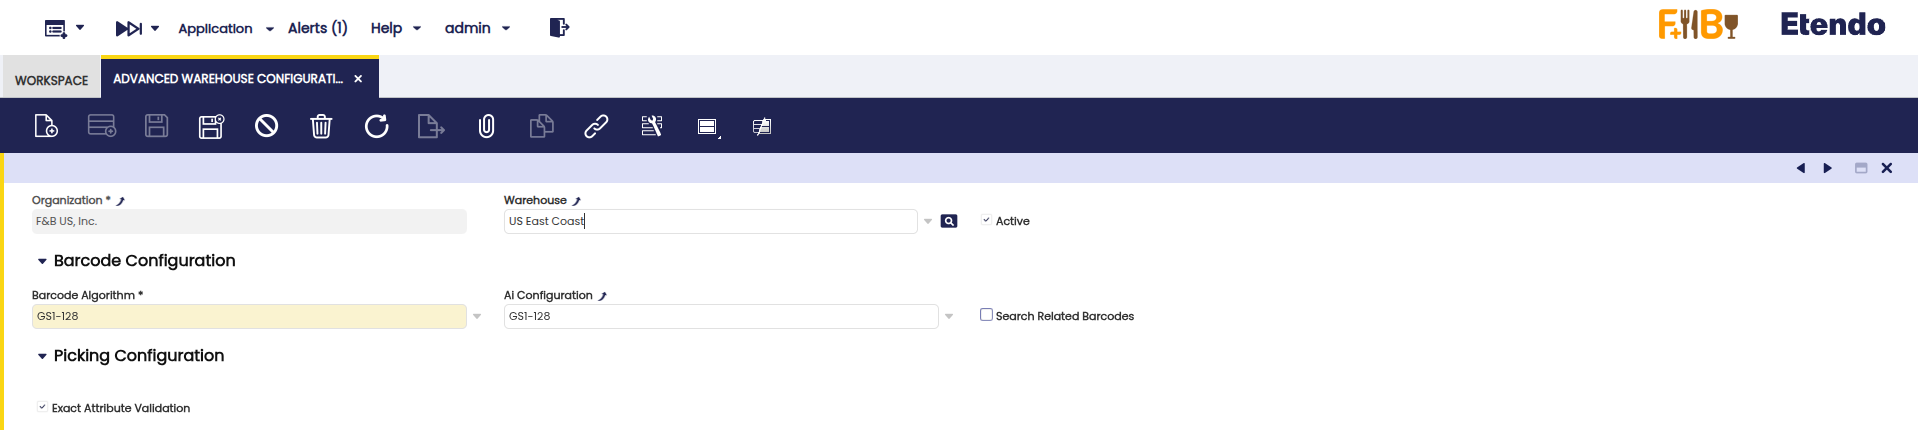 Application Alerts (1) Help admin
F&B Etendo
WORKSPACE ADVANCED WAREHOUSE CONFIGURATI...
Organization * Warehouse
F&B US, Inc. US East Coast Active
Barcode Configuration
Barcode Algorithm * Ai Configuration
GS1-128 GS1-128 Search Related Barcodes
Picking Configuration
Exact Attribute Validation